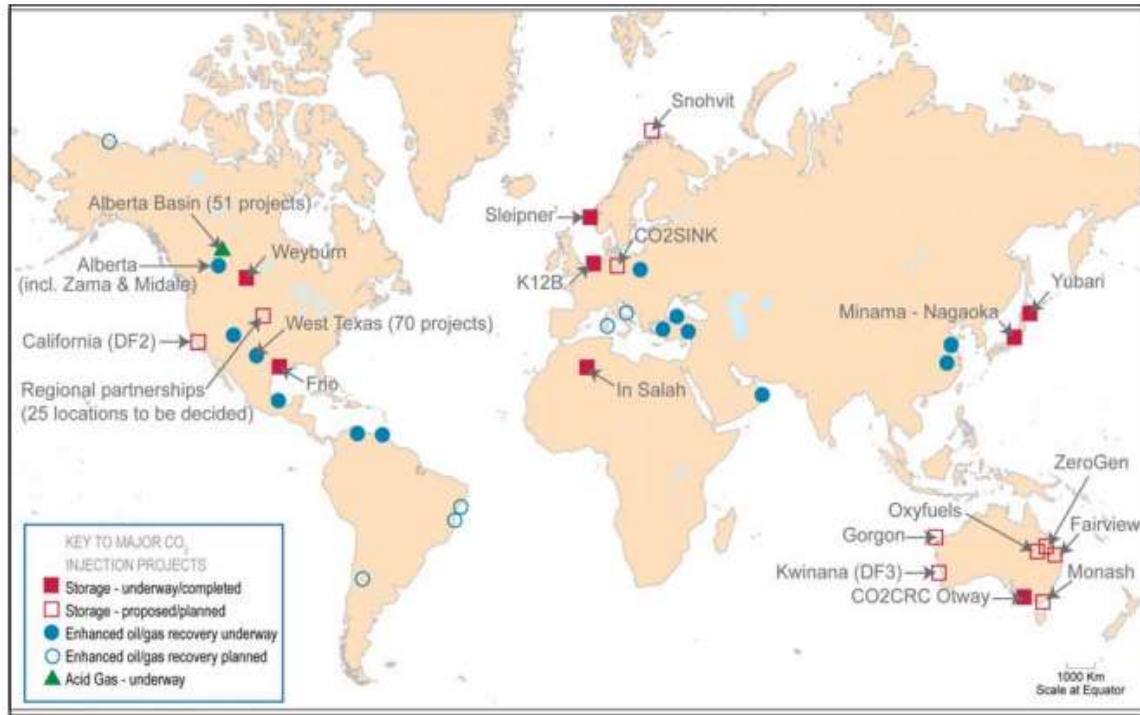 Snohvit
Alberta Basin (51 projects)
Sleipner
CO2SINK
Weyburn
Alberta
(incl. Zama & Midale)
K12B
Yubari
Minama - Nagaoka
West Texas (70 projects)
California (DF2)
Frio
In Salah
Regional partnerships
(25 locations to be decided)
ZeroGen
Oxyfuels
Fairview
Gorgon
Kwinana (DF3)
Monash
CO2CRC Otway
KEY TO MAJOR CO2
INJECTION PROJECTS
Storage - underway/completed
Storage - proposed/planned
Enhanced oil/gas recovery underway
Enhanced oil/gas recovery planned
Acid Gas - underway
1000 Km
Scale at Equator